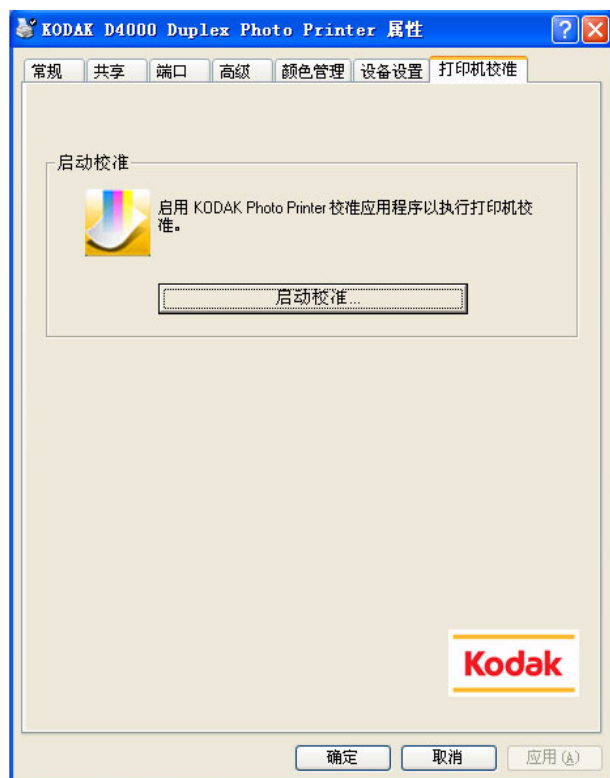 KODAK D4000 Duplex Photo Printer 属性
常规 共享 端口 高级 颜色管理 设备设置 打印机校准
启动校准
启用 KODAK Photo Printer 校准应用程序以执行打印机校
准。
启动校准...
Kodak
确定 取消 应用(A)